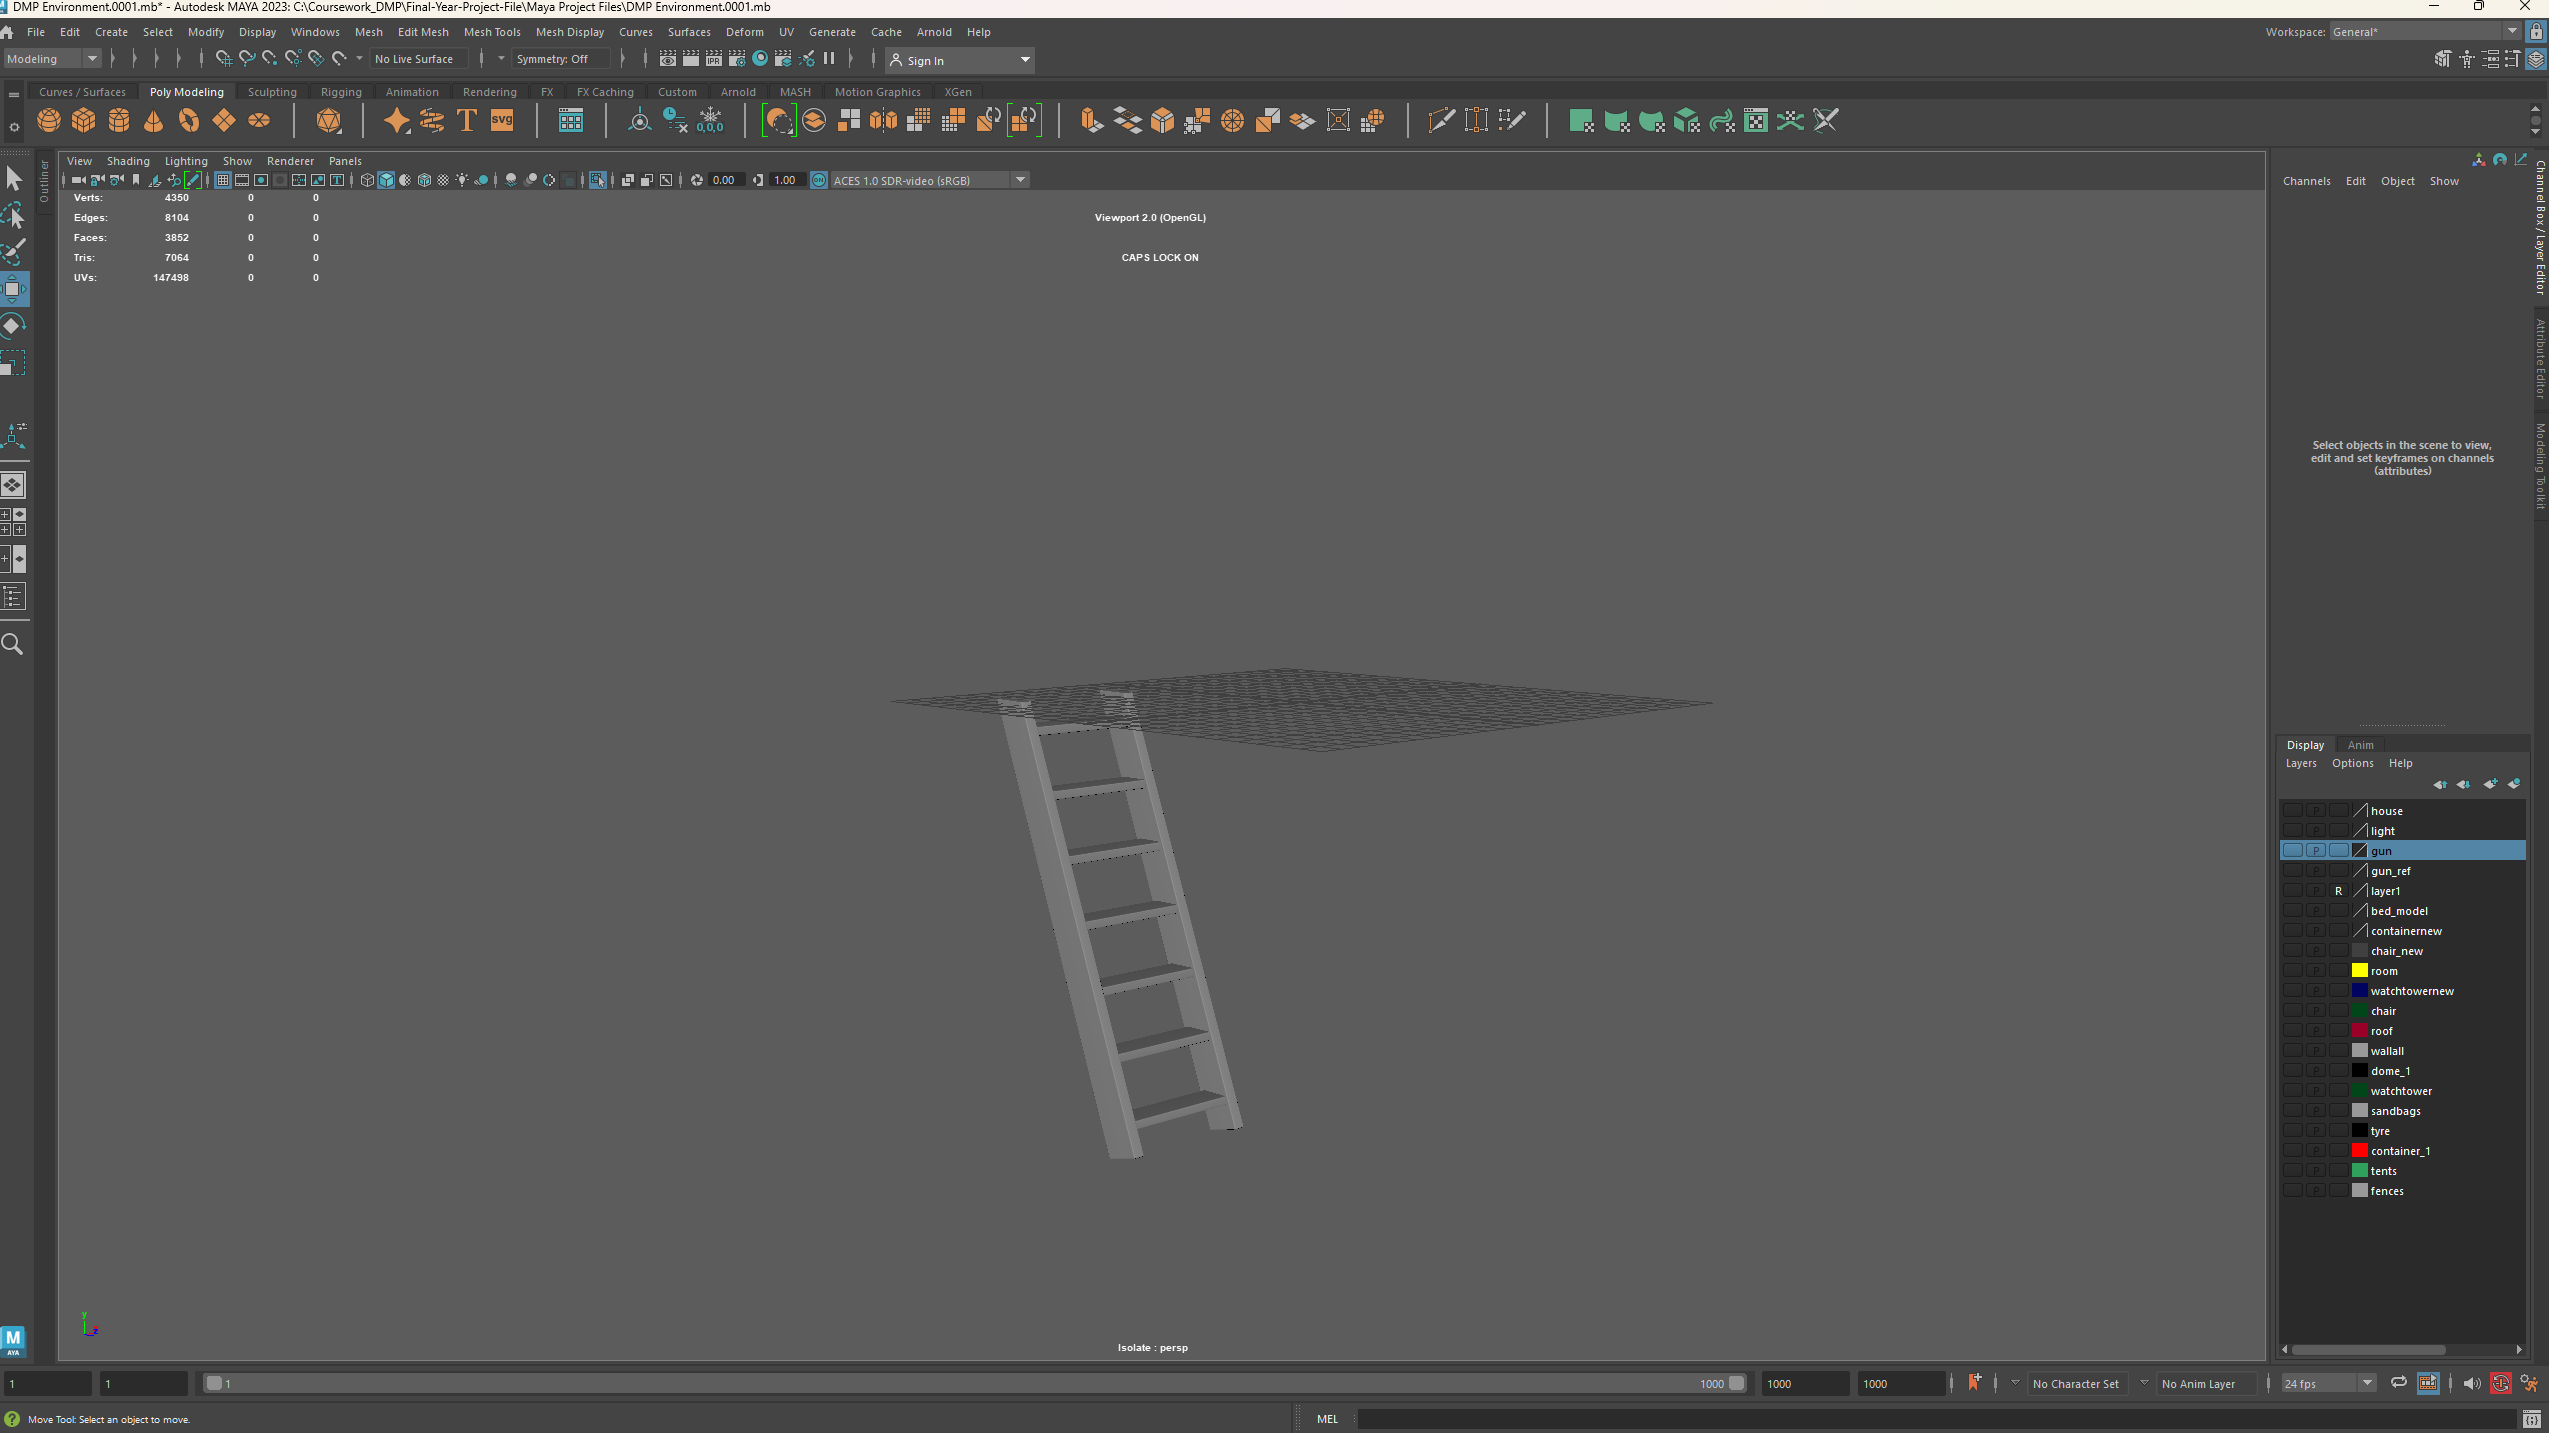 DMP Environment.0001.mb* - Autodesk MAYA 2023: C:\Coursework_DMP\Final-Year-Project-File\Maya Project Files\DMP Environment.0001.mb
File Edit Create Select Modify Display Windows Mesh Edit Mesh Mesh Tools Mesh Display Curves Surfaces Deform UV Generate Cache Arnold Help
Workspace: General*
Modeling
No Live Surface
Symmetry: Off
IPR
Sign In
Curves / Surfaces Poly Modeling Sculpting Rigging Animation Rendering FX FX Caching Custom Arnold MASH Motion Graphics XGen
T
SVG
0,0,0
Outliner
View Shading Lighting Show Renderer Panels
0.00
1.00
ON
ACES 1.0 SDR-video (sRGB)
Verts: 4350 0 0
Edges: 8104 0 0
Faces: 3852 0 0
Tris: 7064 0 0
UVs: 147498 0 0
Viewport 2.0 (OpenGL)
CAPS LOCK ON
y
Isolate : persp
Channels Edit Object Show
Channel Box / Layer Editor
Attribute Editor
Modeling Toolkit
Select objects in the scene to view,
edit and set keyframes on channels
(attributes)
Display Anim
Layers Options Help
P house
P light
P gun
P gun_ref
P R layer1
P bed_model
P containernew
P chair_new
P room
P watchtowernew
P chair
P roof
P wallall
P dome_1
P watchtower
P sandbags
P tyre
P container_1
P tents
P fences
M
AYA
1
1
1
1000
1000
1000
No Character Set
No Anim Layer
24 fps
? Move Tool: Select an object to move.
MEL